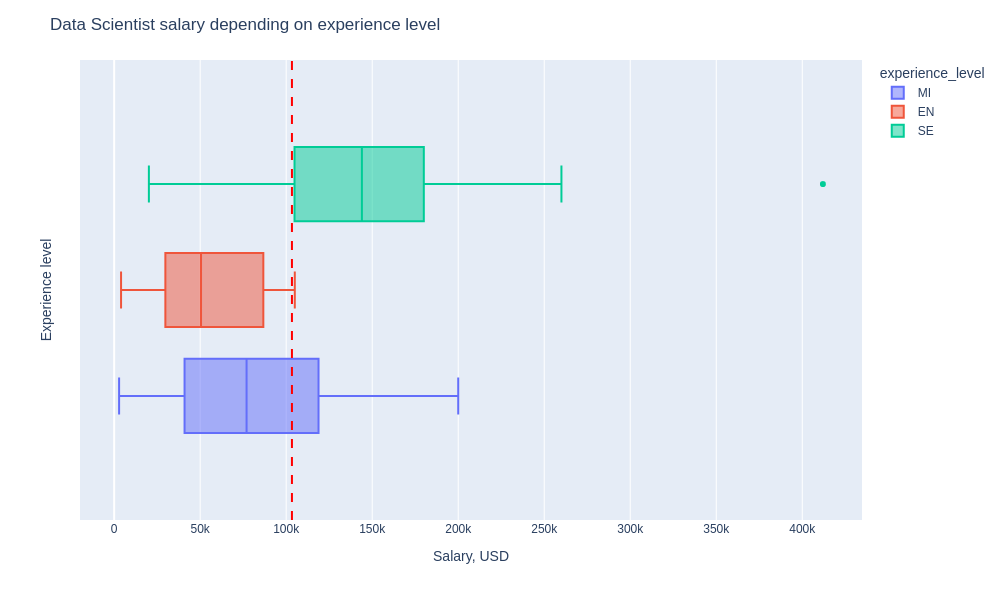 Data Scientist salary depending on experience level
experience_level
MI
EN
SE
Experience level
0
50k
100k
150k
200k
250k
300k
350k
400k
Salary, USD